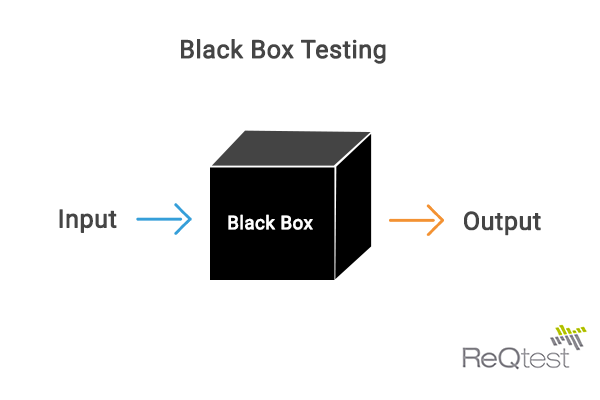 Black Box Testing
Input
Black Box
Output
ReQtest